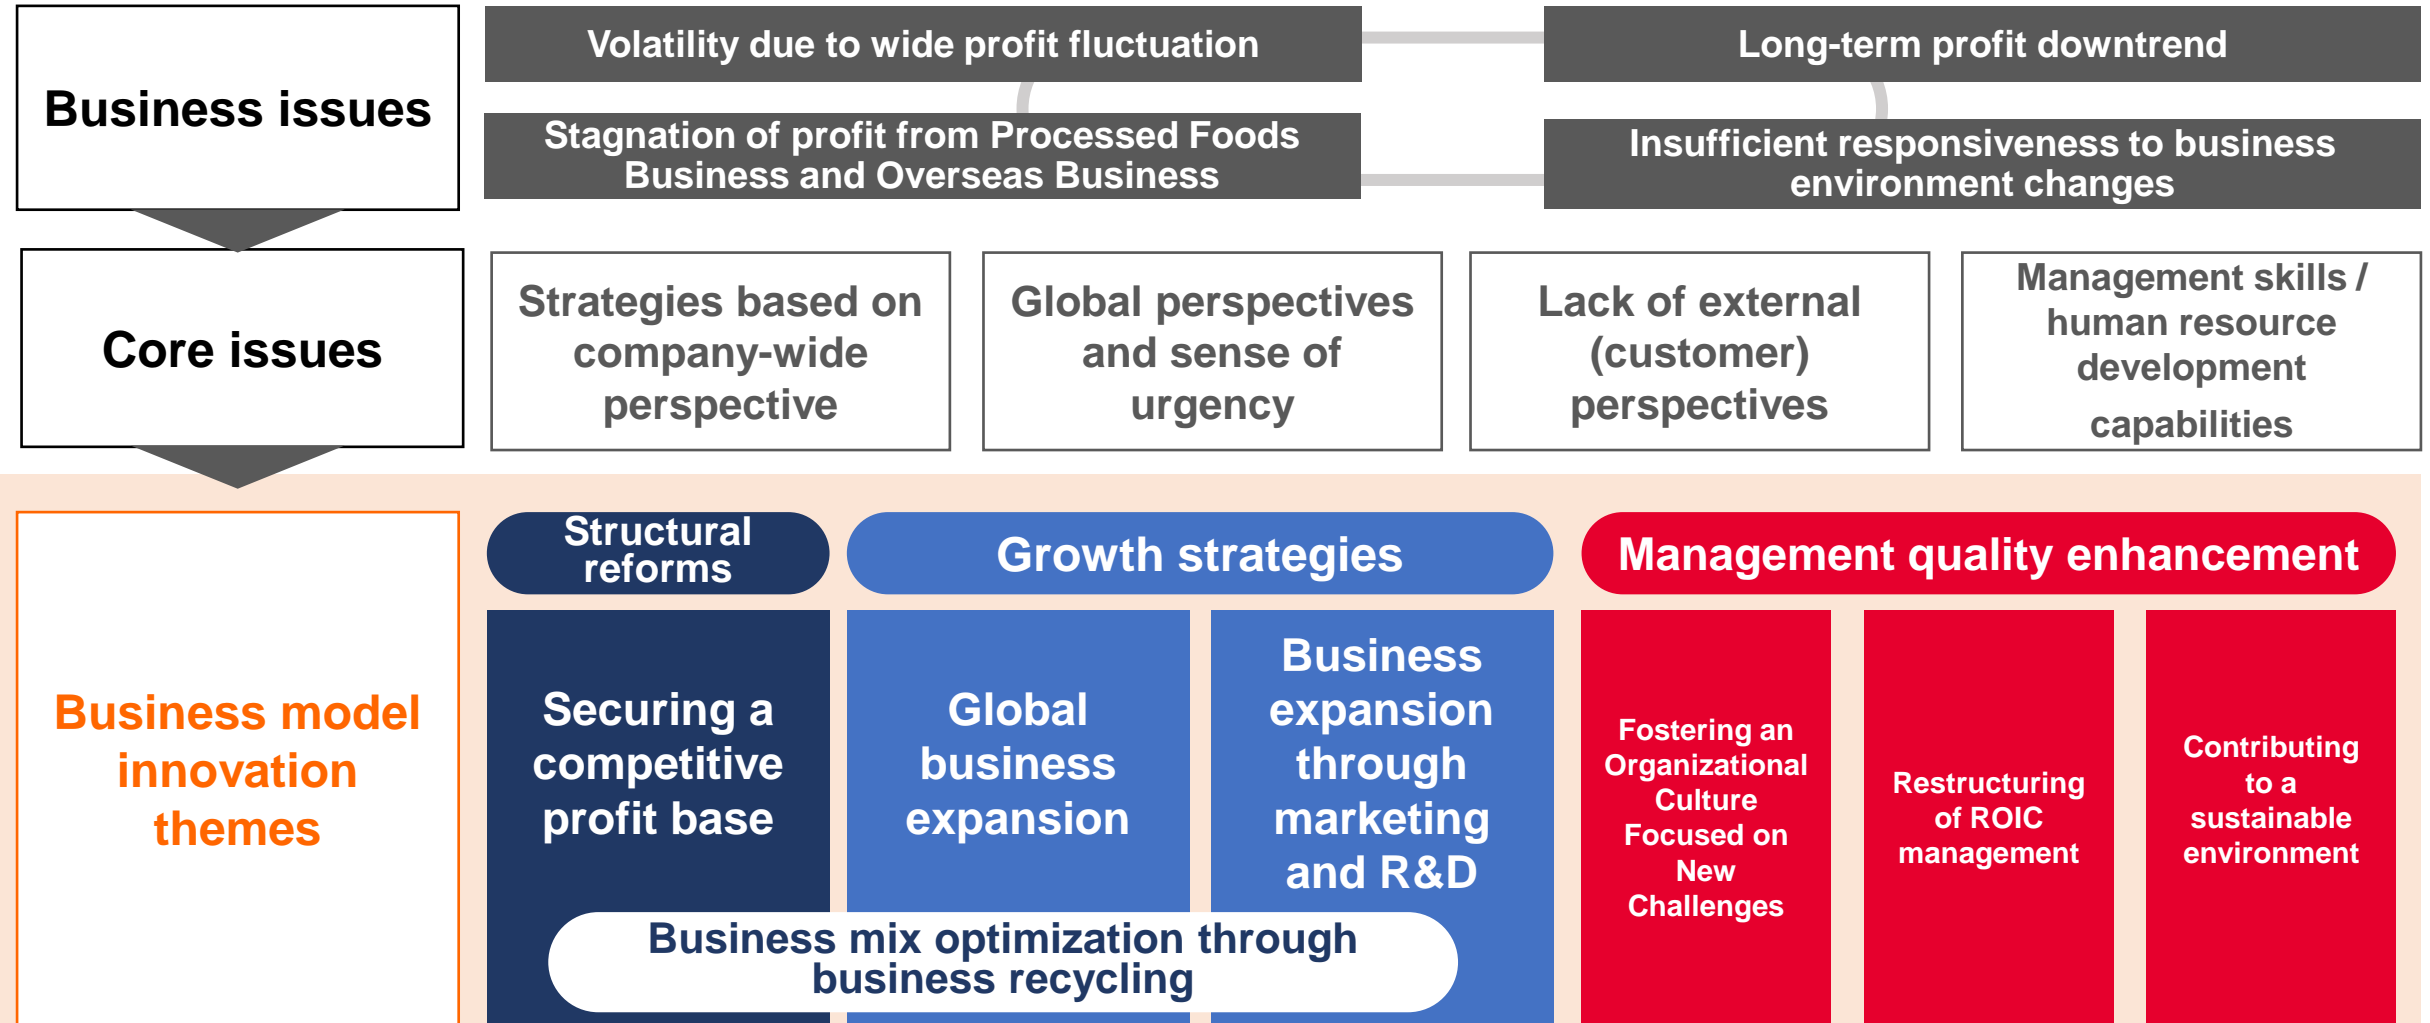 Business issues
Volatility due to wide profit fluctuation
Long-term profit downtrend
Stagnation of profit from Processed Foods
Business and Overseas Business
Insufficient responsiveness to business
environment changes
Core issues
Strategies based on
company-wide
perspective
Global perspectives
and sense of
urgency
Lack of external
(customer)
perspectives
Management skills /
human resource
development
capabilities
Business model
innovation
themes
Structural
reforms
Growth strategies
Management quality enhancement
Securing a
competitive
profit base
Global
business
expansion
Business
expansion
through
marketing
and R&D
Business mix optimization through
business recycling
Fostering an
Organizational
Culture
Focused on
New
Challenges
Restructuring
of ROIC
management
Contributing
to a
sustainable
environment